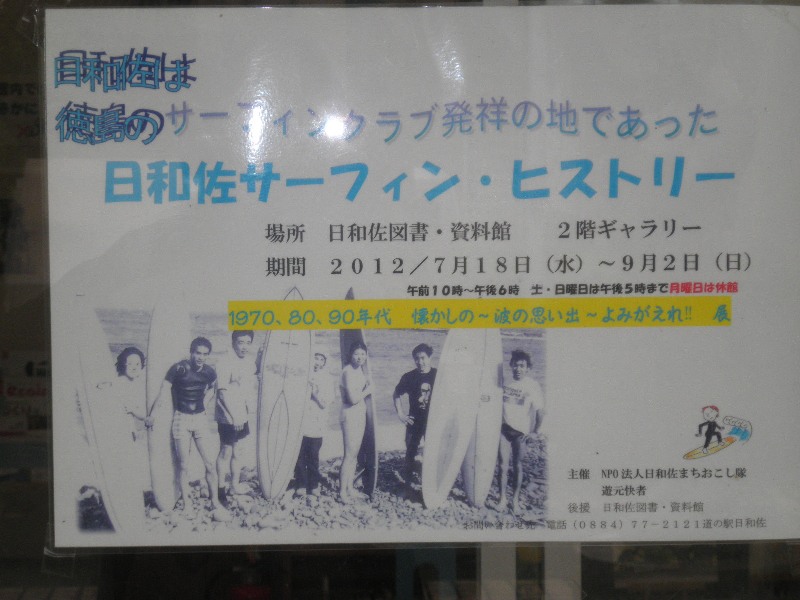 日和佐は
徳島のサーフィンクラブ発祥の地であった
日和佐サーフィン・ヒストリー
場所 日和佐図書・資料館 2階ギャラリー
期間 2012/7月18日(水)~9月2日(日)
午前10時~午後6時 土・日曜日は午後5時まで月曜日は休館
1970、80、90年代 懐かしの~波の思い出~よみがえれ!! 展
主催 NPO法人日和佐まちおこし隊
遊元快者
後援 日和佐図書・資料館
お問い合わせ先 電話(0884)77-2121道の駅日和佐